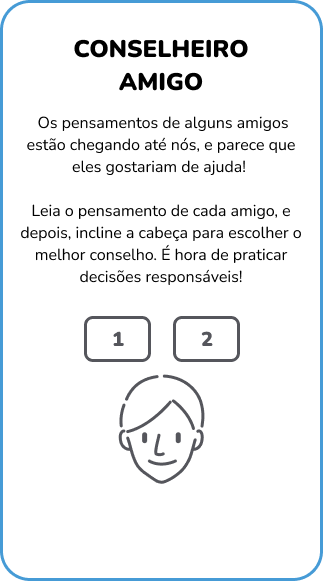 CONSELHEIRO
AMIGO
Os pensamentos de alguns amigos
estão chegando até nós, e parece que
eles gostariam de ajuda!
Leia o pensamento de cada amigo, e
depois, incline a cabeça para escolher o
melhor conselho. É hora de praticar
decisões responsáveis!
1 2